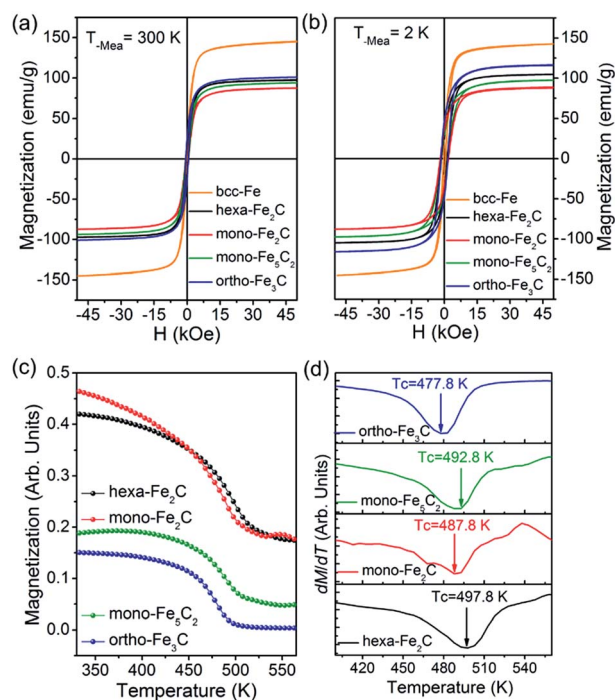 (a)
T-Mea = 300 K
Magnetization (emu/g)
150
100
50
0
-50
-100
-150
bcc-Fe
hexa-Fe2C
mono-Fe2C
mono-Fe5C2
ortho-Fe3C
-45 -30 -15 0 15 30 45
H (kOe)
(b)
T-Mea = 2 K
bcc-Fe
hexa-Fe2C
mono-Fe2C
mono-Fe5C2
ortho-Fe3C
-45 -30 -15 0 15 30 45
H (kOe)
150
100
50
0
-50
-100
-150
Magnetization (emu/g)
(c)
Magnetization (Arb. Units)
0.5
0.4
0.3
0.2
0.1
0.0
hexa-Fe2C
mono-Fe2C
mono-Fe5C2
ortho-Fe3C
350 400 450 500 550
Temperature (K)
(d)
dM/dT (Arb. Units)
Tc=477.8 K
ortho-Fe3C
Tc=492.8 K
mono-Fe5C2
Tc=487.8 K
mono-Fe2C
Tc=497.8 K
hexa-Fe2C
420 450 480 510 540
Temperature (K)